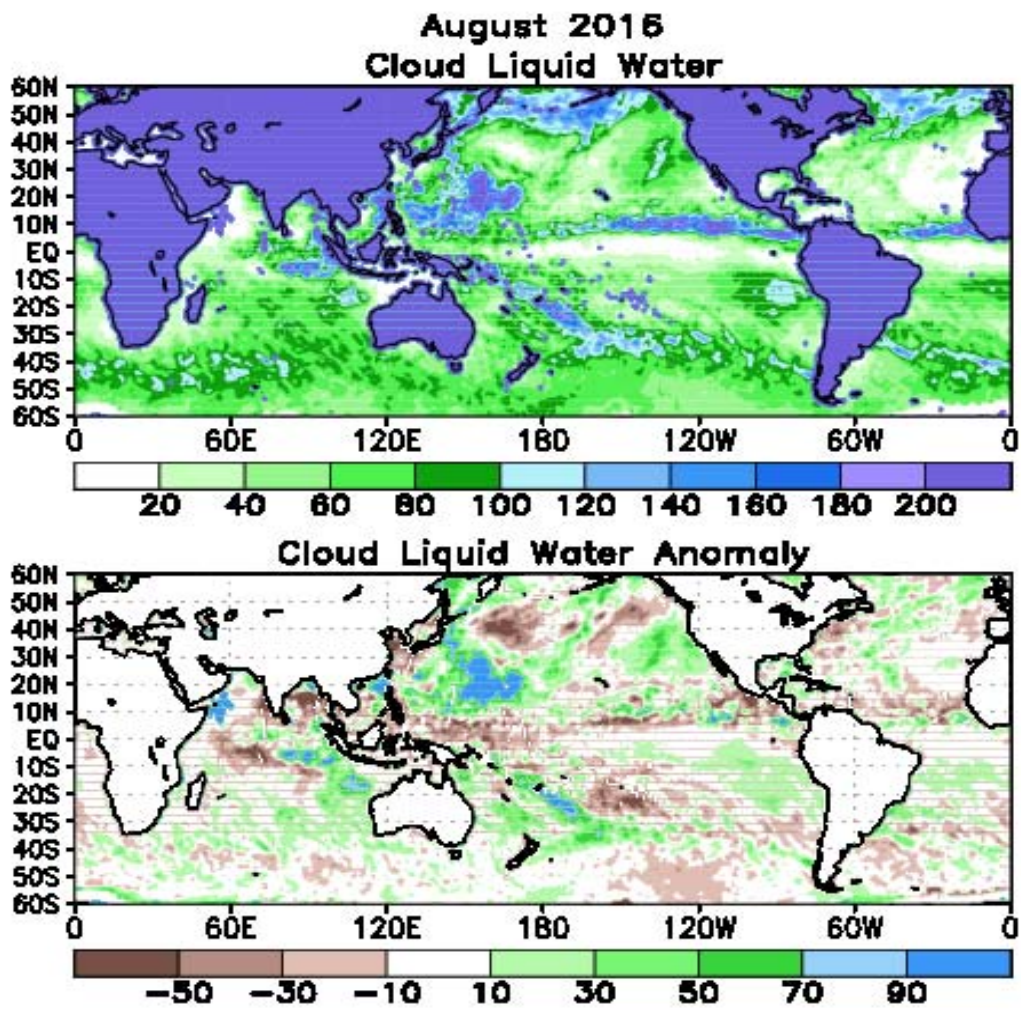 August 2016
Cloud Liquid Water
60N
50N
40N
30N
20N
10N
EQ
10S
20S
30S
40S
50S
60S
0 60E 120E 180 120W 60W 0
20 40 60 80 100 120 140 160 180 200
Cloud Liquid Water Anomaly
60N
50N
40N
30N
20N
10N
EQ
10S
20S
30S
40S
50S
60S
0 60E 120E 180 120W 60W 0
−50 −30 −10 10 30 50 70 90